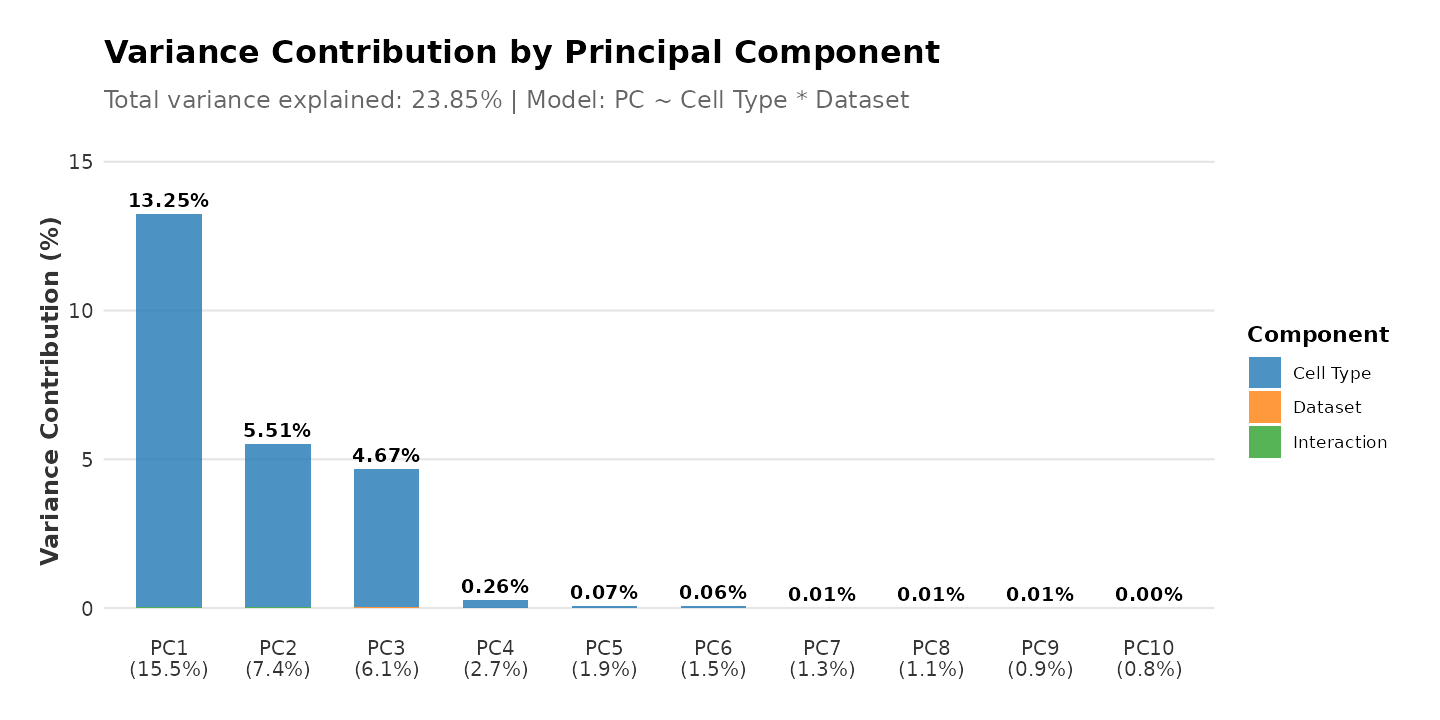 Variance Contribution by Principal Component
Total variance explained: 23.85% | Model: PC ~ Cell Type * Dataset
Variance Contribution (%)
15
10
5
0
13.25%
5.51%
4.67%
0.26%
0.07%
0.06%
0.01%
0.01%
0.01%
0.00%
PC1
(15.5%)
PC2
(7.4%)
PC3
(6.1%)
PC4
(2.7%)
PC5
(1.9%)
PC6
(1.5%)
PC7
(1.3%)
PC8
(1.1%)
PC9
(0.9%)
PC10
(0.8%)
Component
Cell Type
Dataset
Interaction